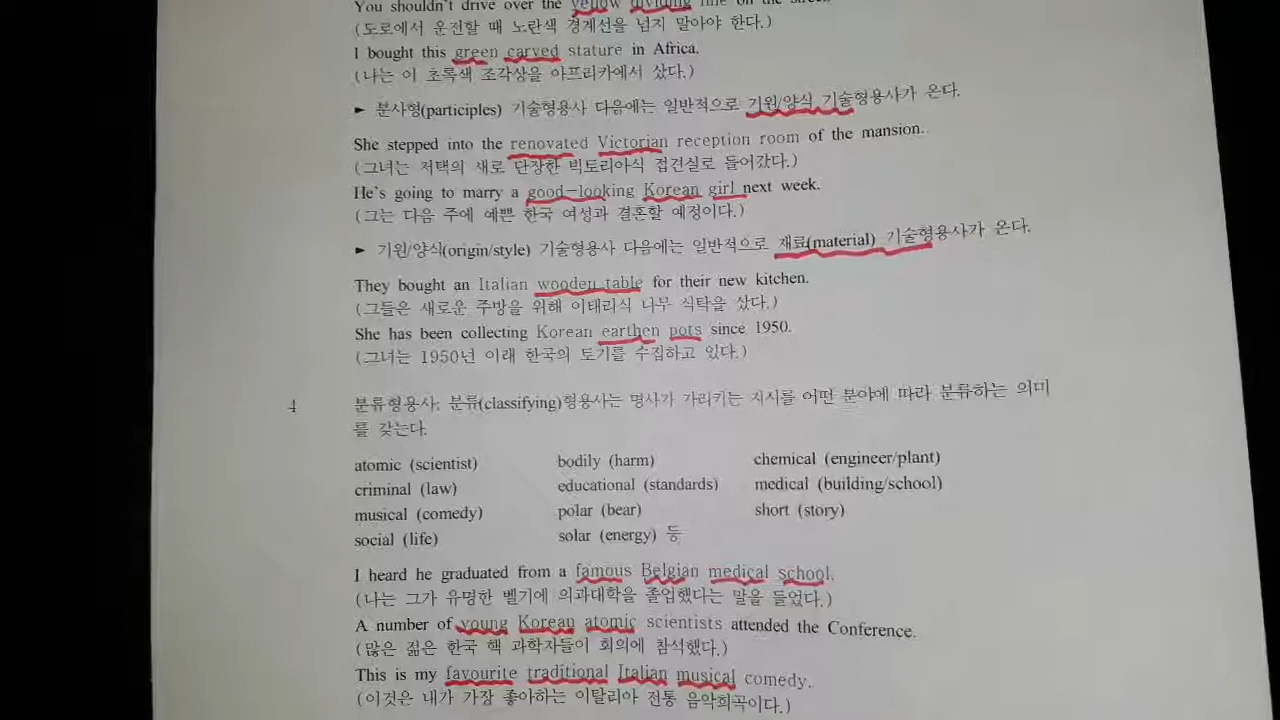 You shouldn't drive over the yellow dividing line on the street.
(도로에서 운전할 때 노란색 경계선을 넘지 말아야 한다.)
I bought this green carved stature in Africa.
(나는 이 초록색 조각상을 아프리카에서 샀다.)
► 분사형(participles) 기술형용사 다음에는 일반적으로 기원/양식 기술형용사가 온다.
She stepped into the renovated Victorian reception room of the mansion..
(그녀는 저택의 새로 단장한 빅토리아식 접견실로 들어갔다.)
He's going to marry a good-looking Korean girl next week.
(그는 다음 주에 예쁜 한국 여성과 결혼할 예정이다.)
► 기원/양식(origin/style) 기술형용사 다음에는 일반적으로 재료(material) 기술형용사가 온다.
They bought an Italian wooden table for their new kitchen.
(그들은 새로운 주방을 위해 이태리식 나무 식탁을 샀다.)
She has been collecting Korean earthen pots since 1950.
(그녀는 1950년 이래 한국의 토기를 수집하고 있다.)
4 분류형용사: 분류(classifying)형용사는 명사가 가리키는 지시를 어떤 분야에 따라 분류하는 의미
를 갖는다.
atomic (scientist) bodily (harm) chemical (engineer/plant)
criminal (law) educational (standards) medical (building/school)
musical (comedy) polar (bear) short (story)
social (life) solar (energy) 등
I heard he graduated from a famous Belgian medical school.
(나는 그가 유명한 벨기에 의과대학을 졸업했다는 말을 들었다.)
A number of young Korean atomic scientists attended the Conference.
(많은 젊은 한국 핵 과학자들이 회의에 참석했다.)
This is my favourite traditional Italian musical comedy.
(이것은 내가 가장 좋아하는 이탈리아 전통 음악희곡이다.)